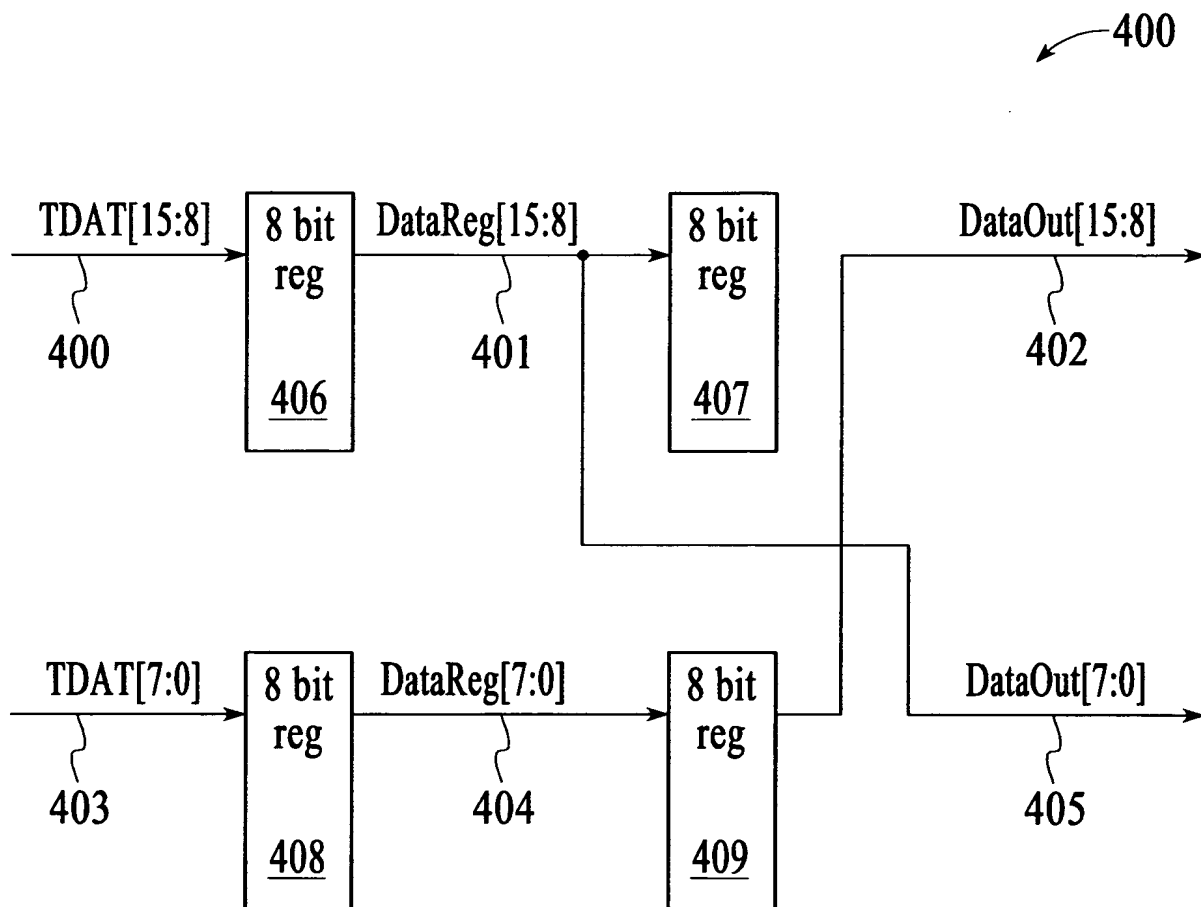 400
TDAT[15:8]
8 bit
reg
DataReg[15:8]
8 bit
reg
DataOut[15:8]
400
401
402
406
407
TDAT[7:0]
8 bit
reg
DataReg[7:0]
8 bit
reg
DataOut[7:0]
403
404
405
408
409